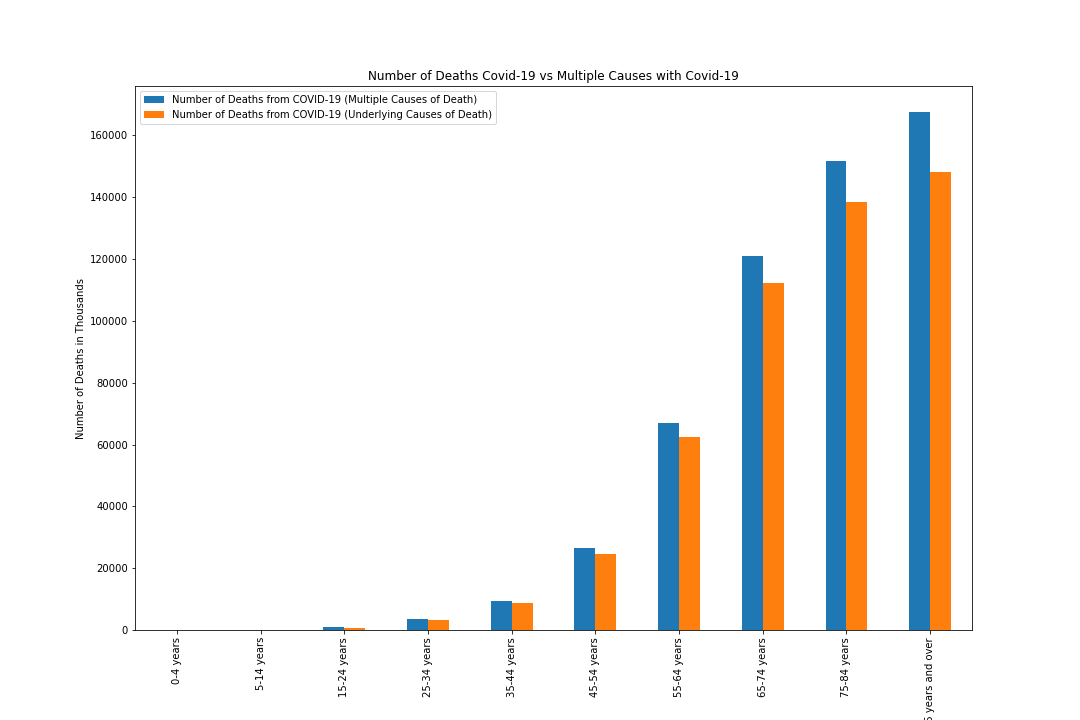 Number of Deaths Covid-19 vs Multiple Causes with Covid-19
Number of Deaths from COVID-19 (Multiple Causes of Death)
Number of Deaths from COVID-19 (Underlying Causes of Death)
Number of Deaths in Thousands
160000
140000
120000
100000
80000
60000
40000
20000
0
0-4 years
5-14 years
15-24 years
25-34 years
35-44 years
45-54 years
55-64 years
65-74 years
75-84 years
years and over